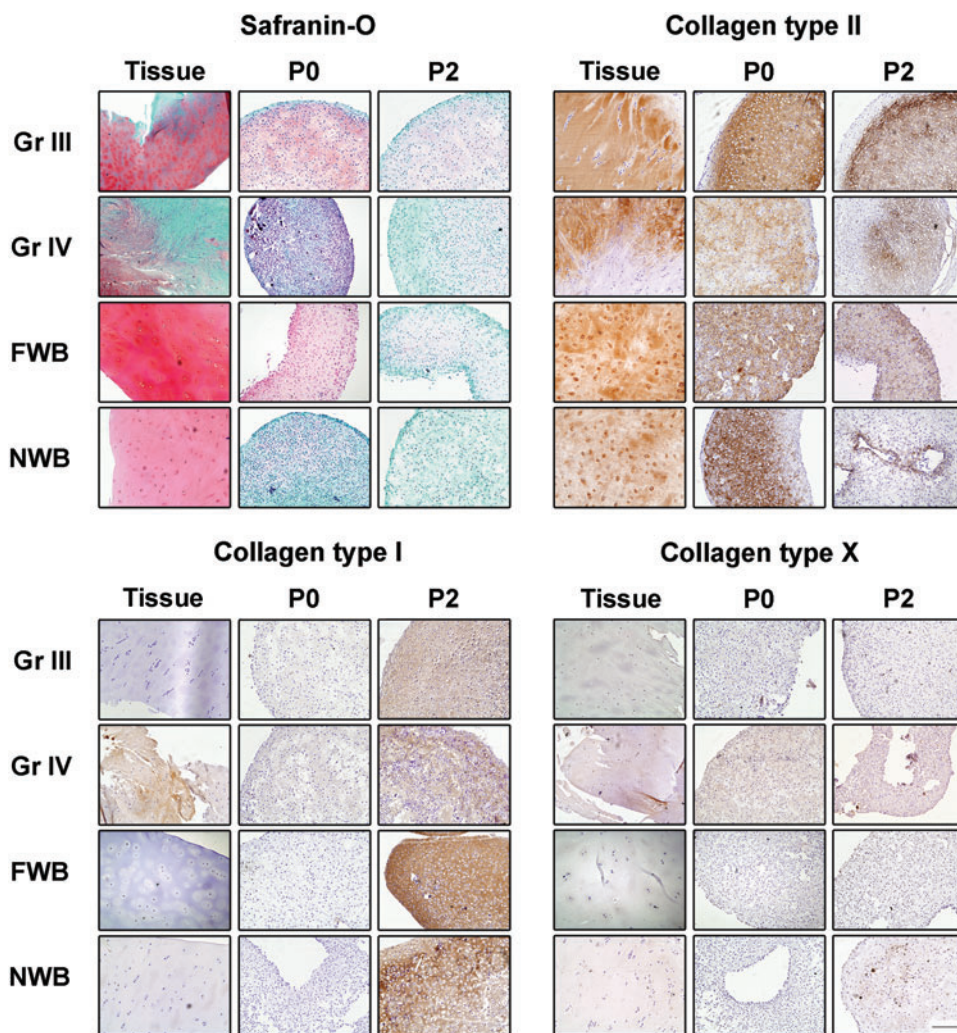 Safranin-O
Collagen type II
Tissue P0 P2
Tissue P0 P2
Gr III
Gr IV
FWB
NWB
Collagen type I
Collagen type X
Tissue P0 P2
Tissue P0 P2
Gr III
Gr IV
FWB
NWB